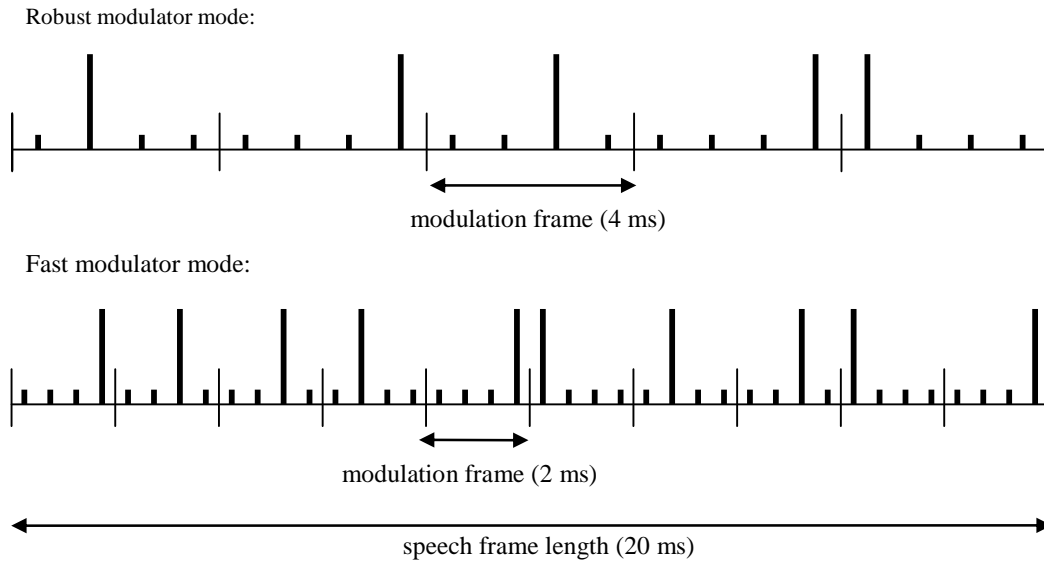 Robust modulator mode:
modulation frame (4 ms)
Fast modulator mode:
modulation frame (2 ms)
speech frame length (20 ms)